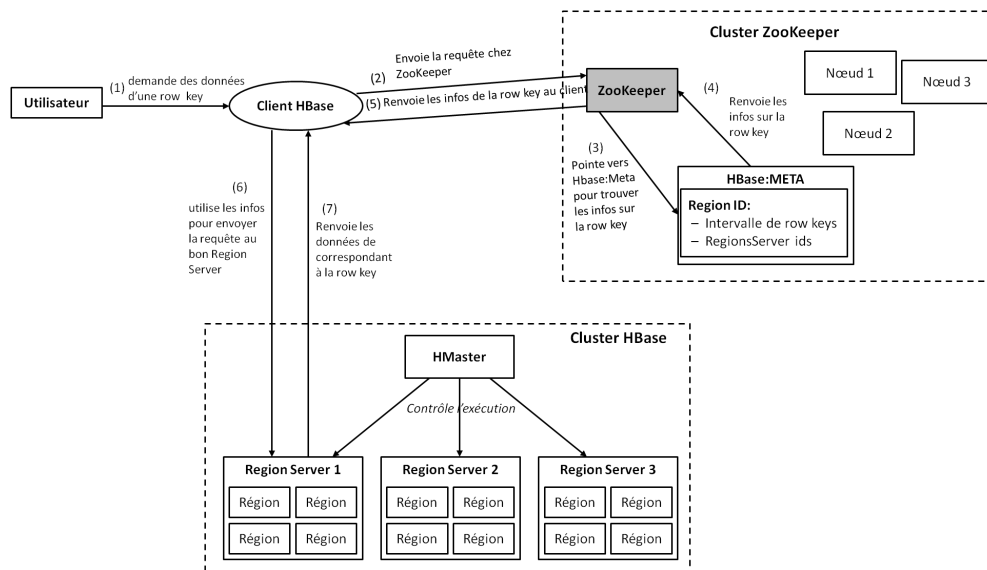 Cluster ZooKeeper
Utilisateur
(1)
demande des données
d'une row key
Client HBase
(2)
Envoie la requête chez
ZooKeeper
(5) Renvoie les infos de la row key au client
ZooKeeper
(4)
Renvoie les
infos sur la
row key
Nœud 1
Nœud 3
Nœud 2
(3)
Pointe vers
Hbase:Meta
pour trouver
les infos sur
la row key
HBase:META
Region ID:
– Intervalle de row keys
– RegionsServer ids
(6)
utilise les infos
pour envoyer
la requête au
bon Region
Server
(7)
Renvoie les
données de
correspondant
à la row key
Cluster HBase
HMaster
Contrôle l'exécution
Region Server 1
Région Région
Région Région
Region Server 2
Région Région
Région Région
Region Server 3
Région Région
Région Région